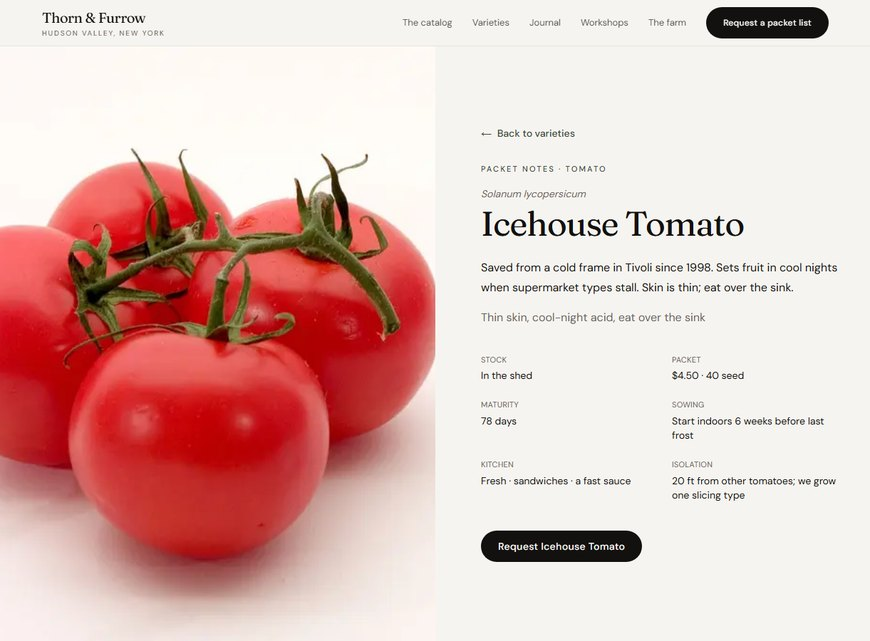 Thorn & Furrow
HUDSON VALLEY, NEW YORK
The catalog
Varieties
Journal
Workshops
The farm
Request a packet list
← Back to varieties
PACKET NOTES · TOMATO
Solanum lycopersicum
Icehouse Tomato
Saved from a cold frame in Tivoli since 1998. Sets fruit in cool nights
when supermarket types stall. Skin is thin; eat over the sink.
Thin skin, cool-night acid, eat over the sink
STOCK
In the shed
PACKET
$4.50 · 40 seed
MATURITY
78 days
SOWING
Start indoors 6 weeks before last
frost
KITCHEN
Fresh · sandwiches · a fast sauce
ISOLATION
20 ft from other tomatoes; we grow
one slicing type
Request Icehouse Tomato